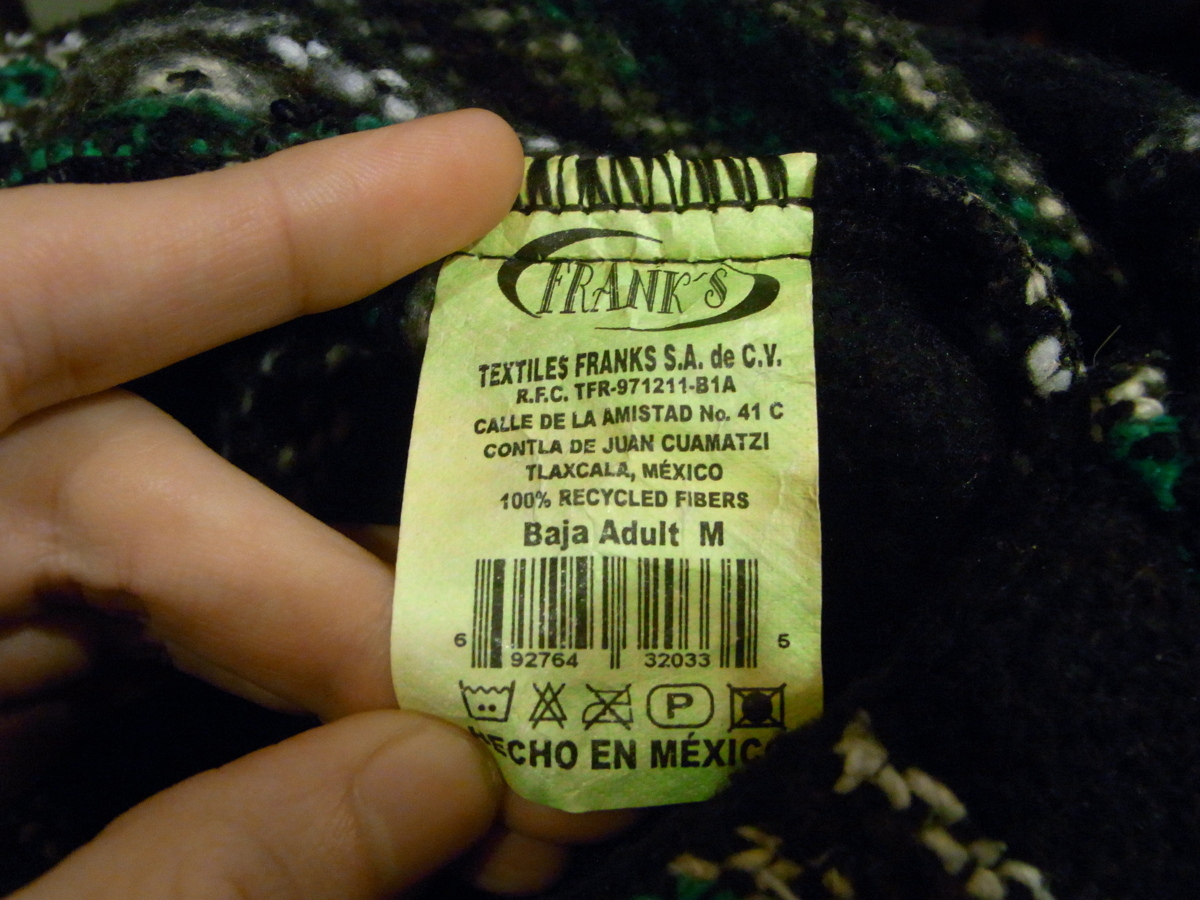 FRANK´S
TEXTILES FRANKS S.A. de C.V.
R.F.C. TFR-971211-B1A
CALLE DE LA AMISTAD No. 41 C
CONTLA DE JUAN CUAMATZI
TLAXCALA, MÉXICO
100% RECYCLED FIBERS
Baja Adult M
6 92764 32033 5
P
HECHO EN MÉXICO